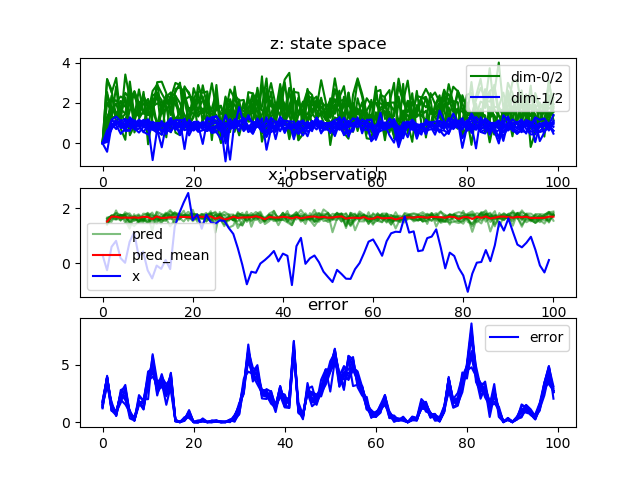 z: state space
4
2
0
dim-0/2
dim-1/2
0 20 40 60 80 100
x:observation
2
0
pred
pred_mean
x
0 20 40 60 80 100
error
5
0
error
0 20 40 60 80 100